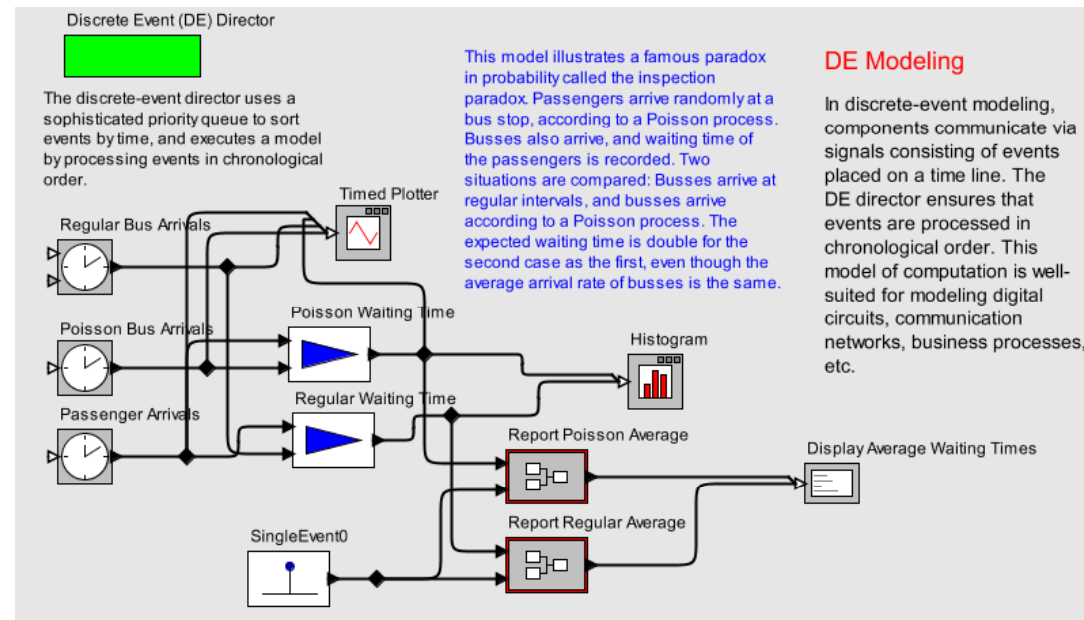 Discrete Event (DE) Director
The discrete-event director uses a
sophisticated priority queue to sort
events by time, and executes a model
by processing events in chronological
order.
This model illustrates a famous paradox
in probability called the inspection
paradox. Passengers arrive randomly at a
bus stop, according to a Poisson process.
Busses also arrive, and waiting time of
the passengers is recorded. Two
situations are compared: Busses arrive at
regular intervals, and busses arrive
according to a Poisson process. The
expected waiting time is double for the
second case as the first, even though the
average arrival rate of busses is the same.
DE Modeling
In discrete-event modeling,
components communicate via
signals consisting of events
placed on a time line. The
DE director ensures that
events are processed in
chronological order. This
model of computation is well-
suited for modeling digital
circuits, communication
networks, business processes,
etc.
Timed Plotter
Regular Bus Arrivals
Poisson Waiting Time
Poisson Bus Arrivals
Histogram
Regular Waiting Time
Passenger Arrivals
Report Poisson Average
Display Average Waiting Times
Report Regular Average
SingleEvent0